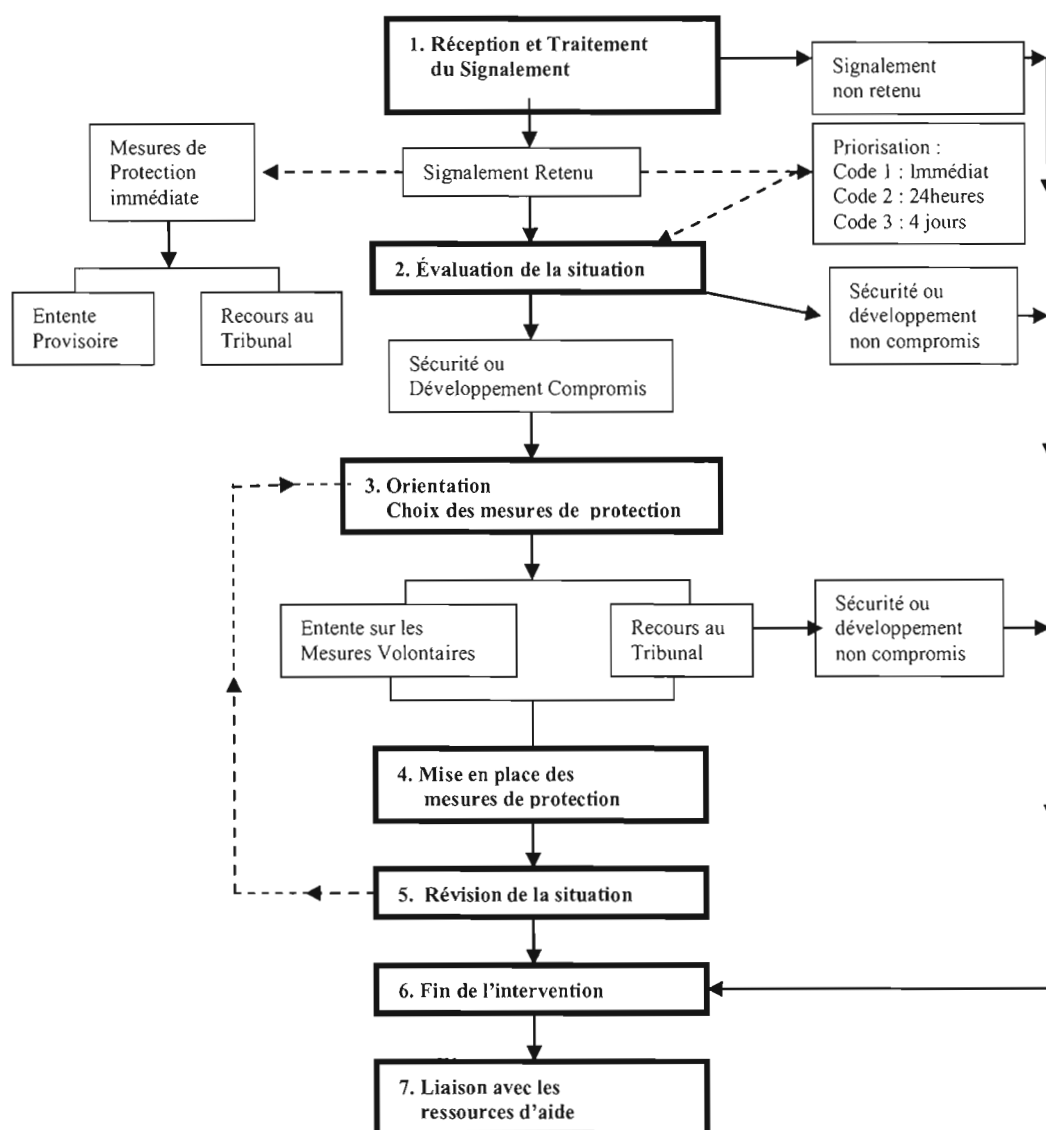 1. Réception et Traitement
du Signalement
Signalement
non retenu
Mesures de
Protection
immédiate
Signalement Retenu
Priorisation :
Code 1 : Immédiat
Code 2 : 24heures
Code 3 : 4 jours
2. Évaluation de la situation
Entente
Provisoire
Recours au
Tribunal
Sécurité ou
développement
non compromis
Sécurité ou
Développement Compromis
3. Orientation
Choix des mesures de protection
Entente sur les
Mesures Volontaires
Recours au
Tribunal
Sécurité ou
développement
non compromis
4. Mise en place des
mesures de protection
5. Révision de la situation
6. Fin de l'intervention
7. Liaison avec les
ressources d'aide